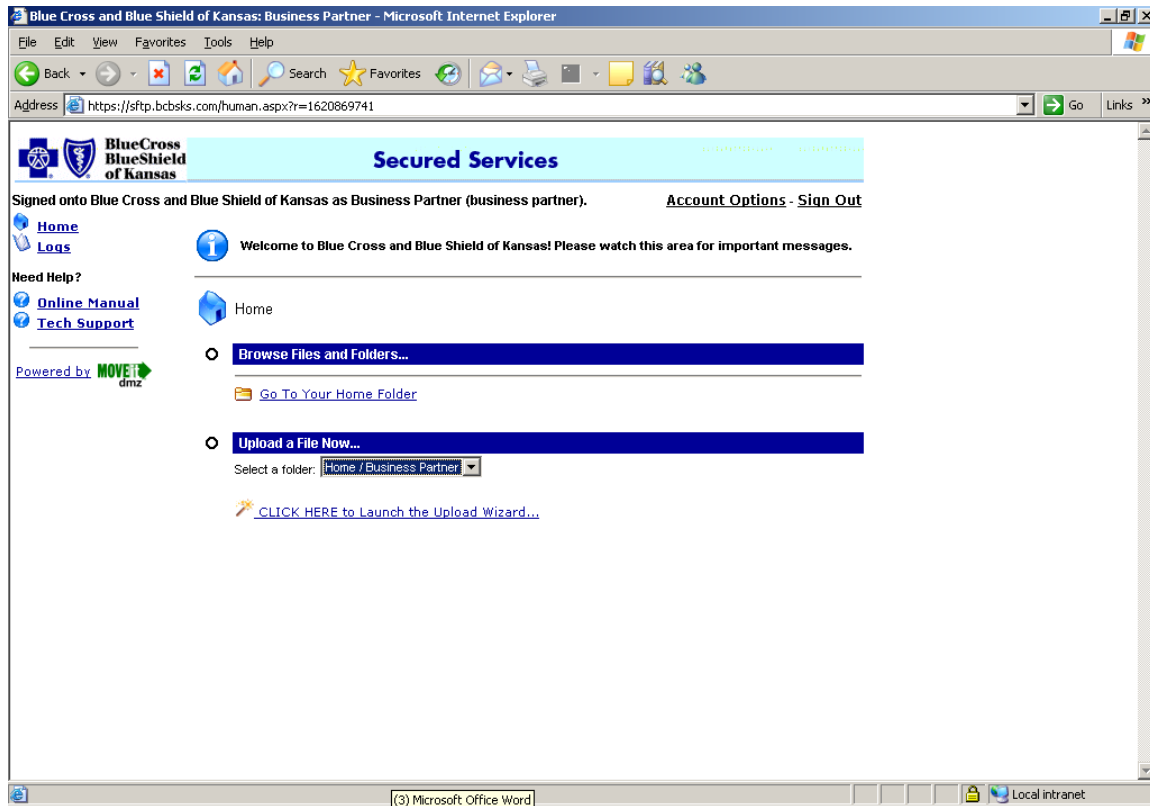 Blue Cross and Blue Shield of Kansas: Business Partner - Microsoft Internet Explorer
File Edit View Favorites Tools Help
Back Search Favorites
Address https://sftp.bcbsks.com/human.aspx?r=1620869741 Go Links »
BlueCross
BlueShield
of Kansas
Secured Services
Signed onto Blue Cross and Blue Shield of Kansas as Business Partner (business partner). Account Options - Sign Out
Home
Logs
Welcome to Blue Cross and Blue Shield of Kansas! Please watch this area for important messages.
Need Help?
Online Manual
Tech Support
Powered by MOVEit dmz
Home
Browse Files and Folders...
Go To Your Home Folder
Upload a File Now...
Select a folder: Home / Business Partner
CLICK HERE to Launch the Upload Wizard...
(3) Microsoft Office Word
Local intranet